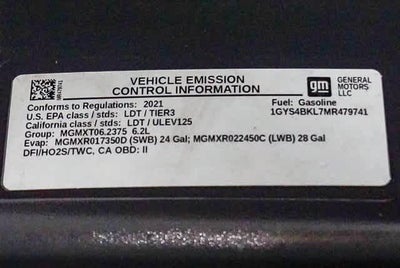 VEHICLE EMISSION
CONTROL INFORMATION
gm GENERAL
MOTORS
LLC
Conforms to Regulations: 2021
U.S. EPA class / stds: LDT / TIER3
California class / stds: LDT / ULEV125
Group: MGMXT06.2375 6.2L
Evap: MGMXR017350D (SWB) 24 Gal; MGMXR022450C (LWB) 28 Gal
DFI/HO2S/TWC, CA OBD: II
Fuel: Gasoline
1GYS4BKL7MR479741